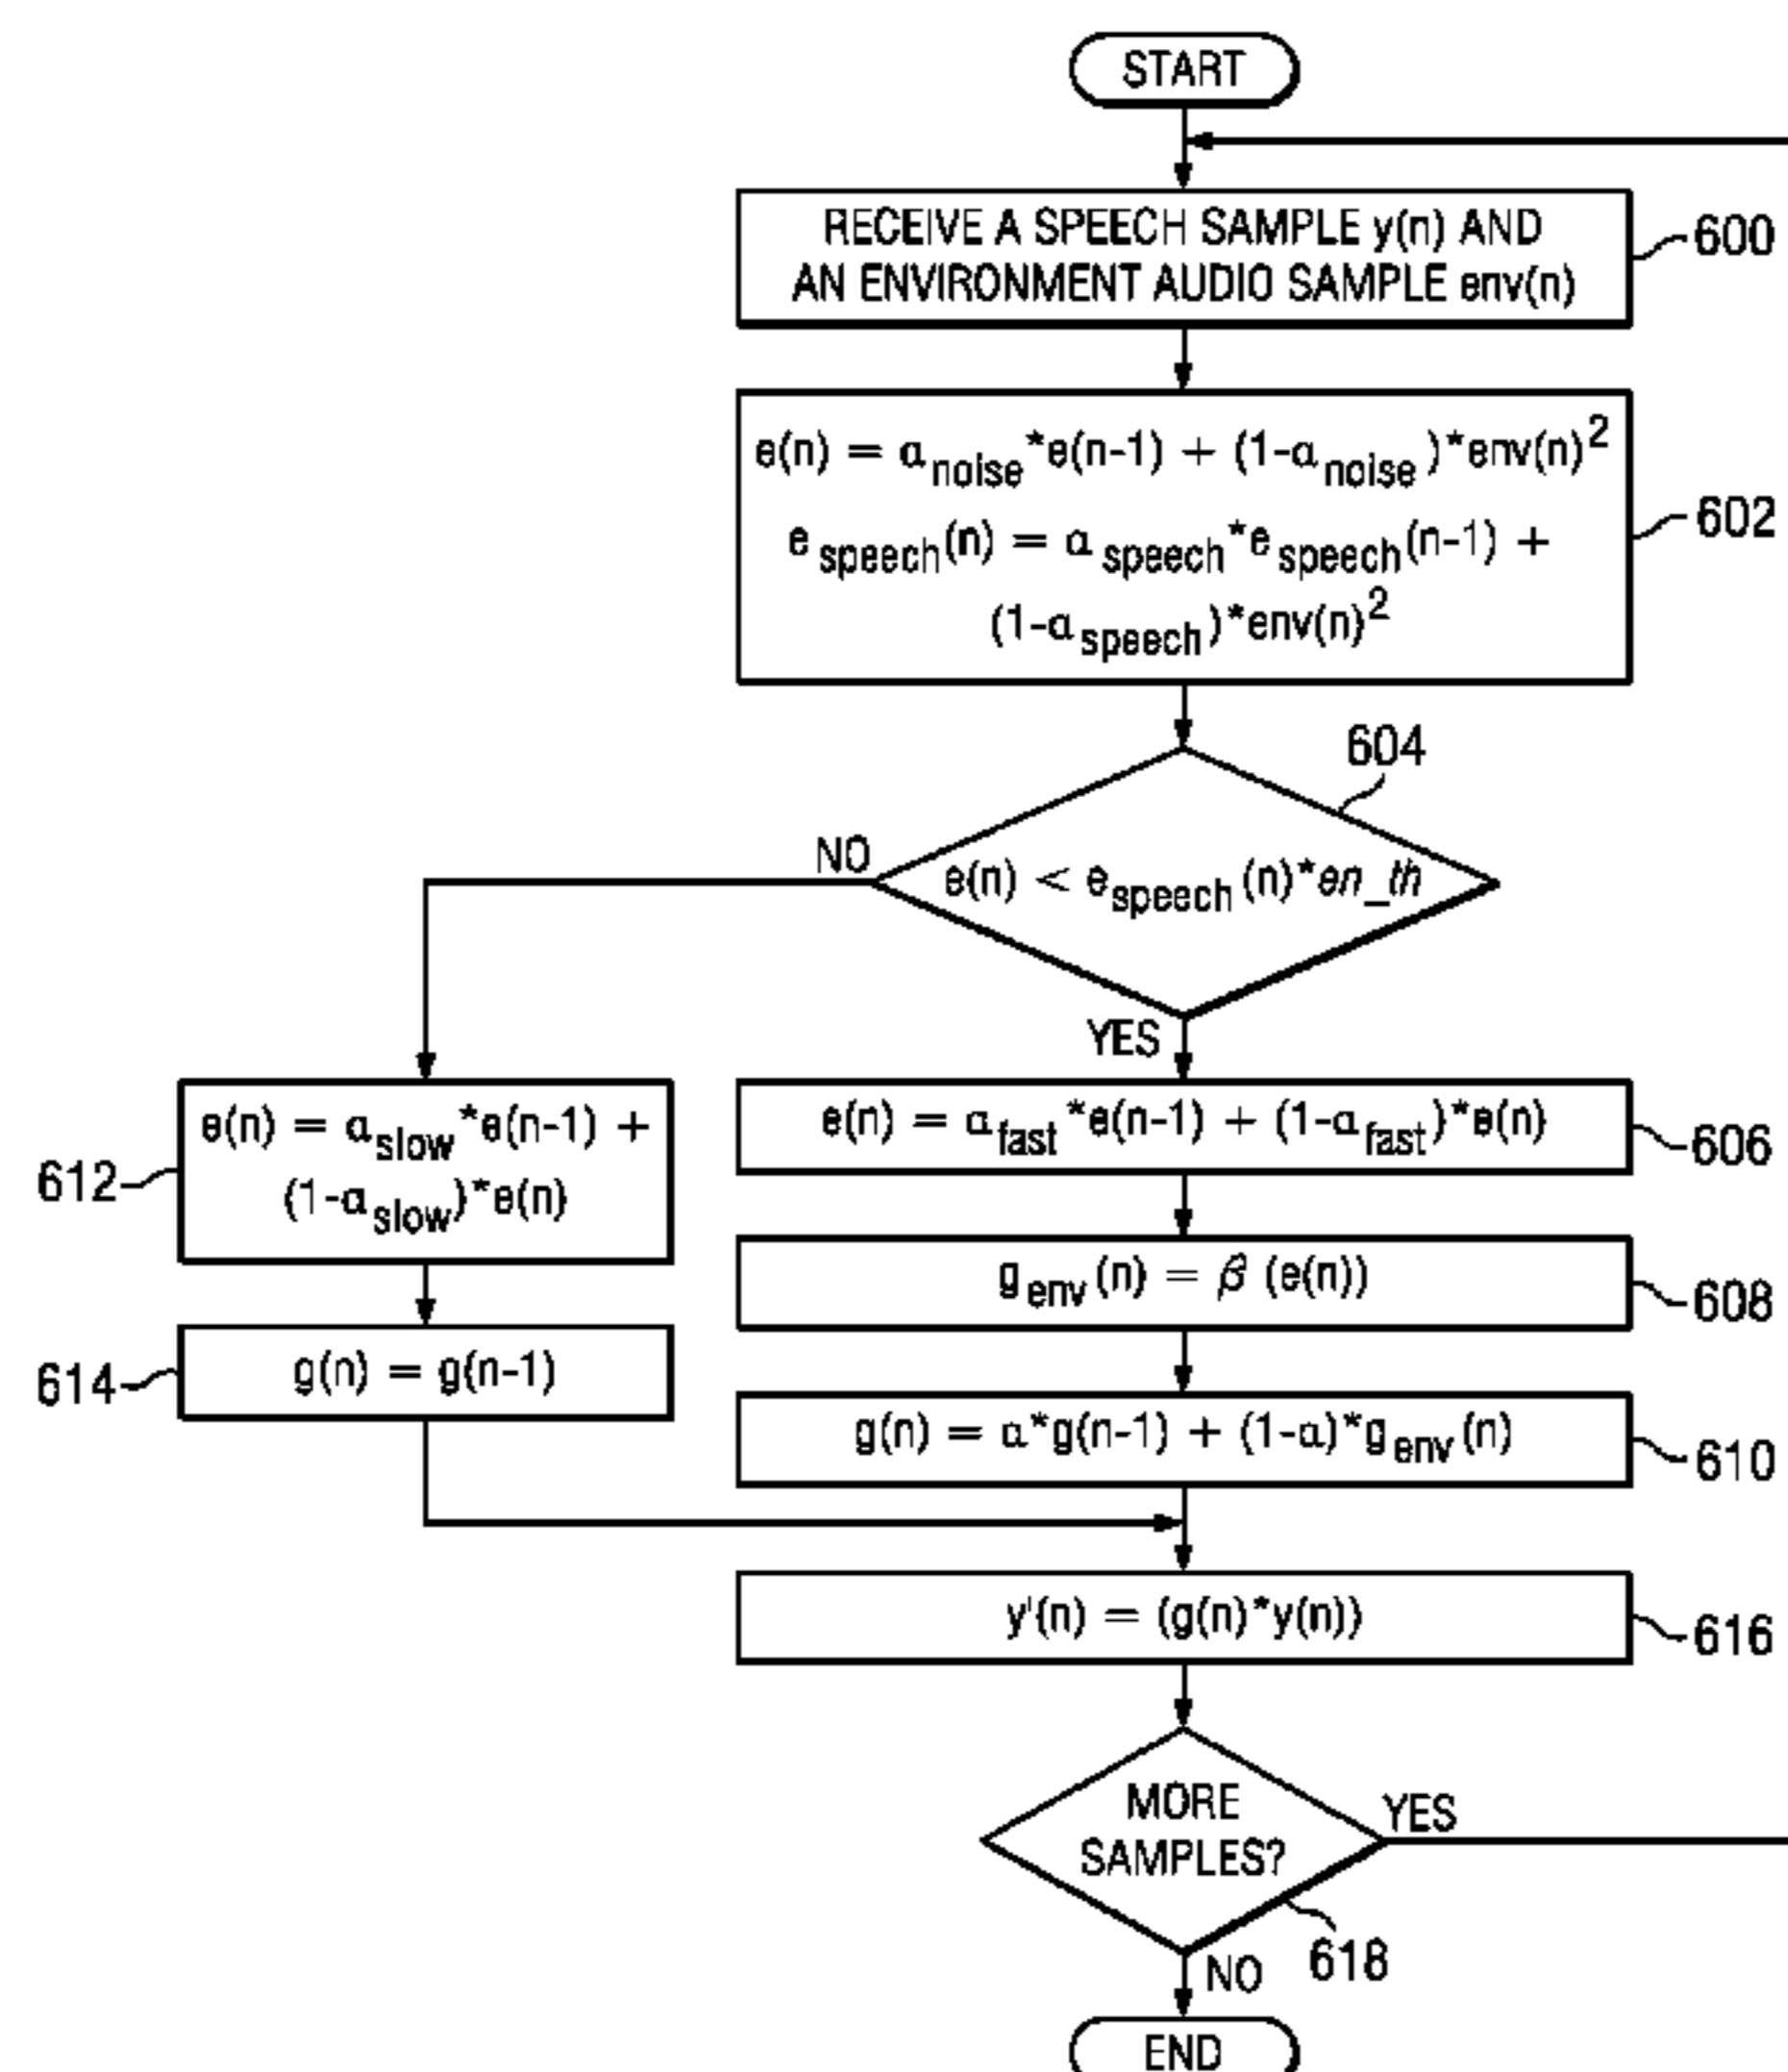 START
RECEIVE A SPEECH SAMPLE y(n) AND
AN ENVIRONMENT AUDIO SAMPLE env(n)
600
e(n) = α_noise*e(n-1) + (1-α_noise)*env(n)²
e_speech(n) = α_speech*e_speech(n-1) +
(1-α_speech)*env(n)²
602
604
e(n) < e_speech(n)*en_th
NO
YES
e(n) = α_slow*e(n-1) +
(1-α_slow)*e(n)
612
e(n) = α_fast*e(n-1) + (1-α_fast)*e(n)
606
g_env(n) = β (e(n))
608
g(n) = g(n-1)
614
g(n) = α*g(n-1) + (1-α)*g_env(n)
610
y'(n) = (g(n)*y(n))
616
MORE
SAMPLES?
YES
618
NO
END